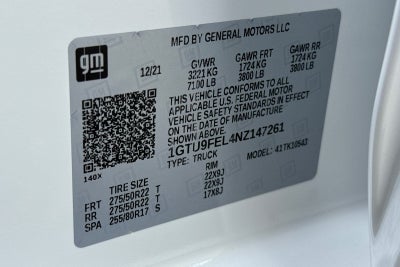 gm
MFD BY GENERAL MOTORS LLC
12/21 GVWR GAWR FRT GAWR RR
3221 KG 1724 KG 1724 KG
7100 LB 3800 LB 3800 LB
THIS VEHICLE CONFORMS TO ALL
APPLICABLE U.S. FEDERAL MOTOR
VEHICLE SAFETY STANDARDS IN EFFECT
ON THE DATE OF MANUFACTURE
SHOWN ABOVE.
1GTU9FEL4NZ147261
140X TYPE: TRUCK MODEL: 41TK10543
TIRE SIZE RIM
FRT 275/50R22 T 22X9J
RR 275/50R22 T 22X9J
SPA 255/80R17 S 17X8J